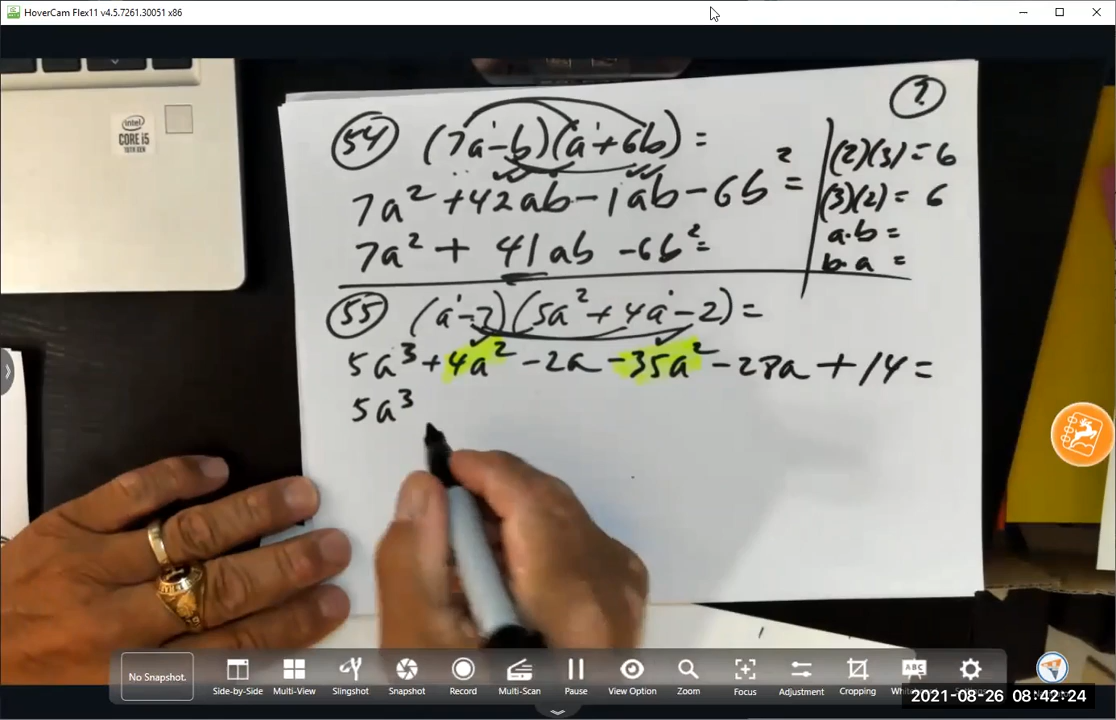 HoverCam Flex11 v4.5.7261.30051 x86
intel
CORE i5
10TH GEN
?
54 (7a-b)(a+6b)=
7a² +42ab-1ab-6b² =
7a² + 41ab -6b² =
(2)(3)=6
(3)(2)= 6
a·b=
b·a =
55 (a-7)(5a²+4a-2)=
5a³+4a² -2a -35a² -28a +14=
5a³
No Snapshot.
Side-by-Side
Multi-View
Slingshot
Snapshot
Record
Multi-Scan
Pause
View Option
Zoom
Focus
Adjustment
Cropping
ABC
2021-08-26 08:42:24